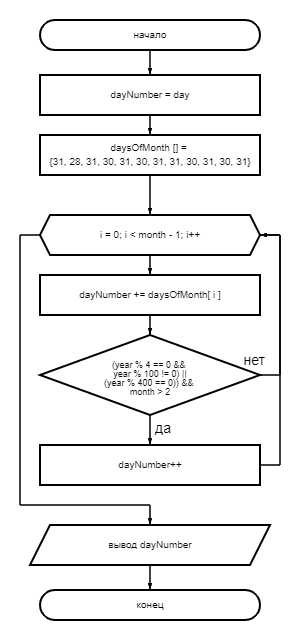 начало
dayNumber = day
daysOfMonth [] =
{31, 28, 31, 30, 31, 30, 31, 31, 30, 31, 30, 31}
i = 0; i < month - 1; i++
dayNumber += daysOfMonth[ i ]
(year % 4 == 0 &&
year % 100 != 0) ||
(year % 400 == 0)) &&
month > 2
нет
да
dayNumber++
вывод dayNumber
конец